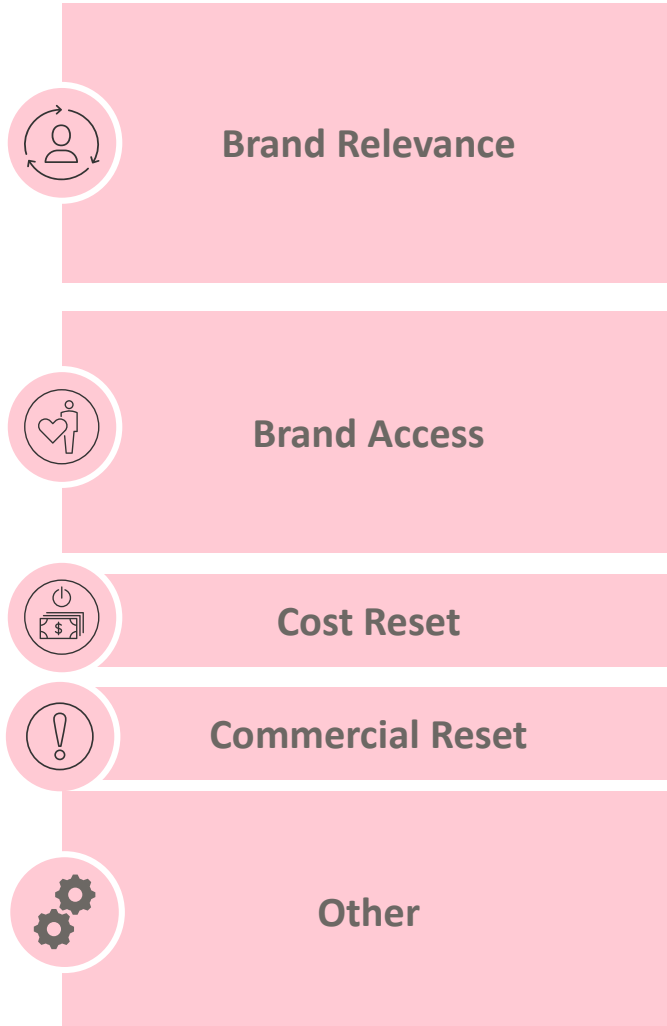 Brand Relevance
Brand Access
$
Cost Reset
Commercial Reset
Other